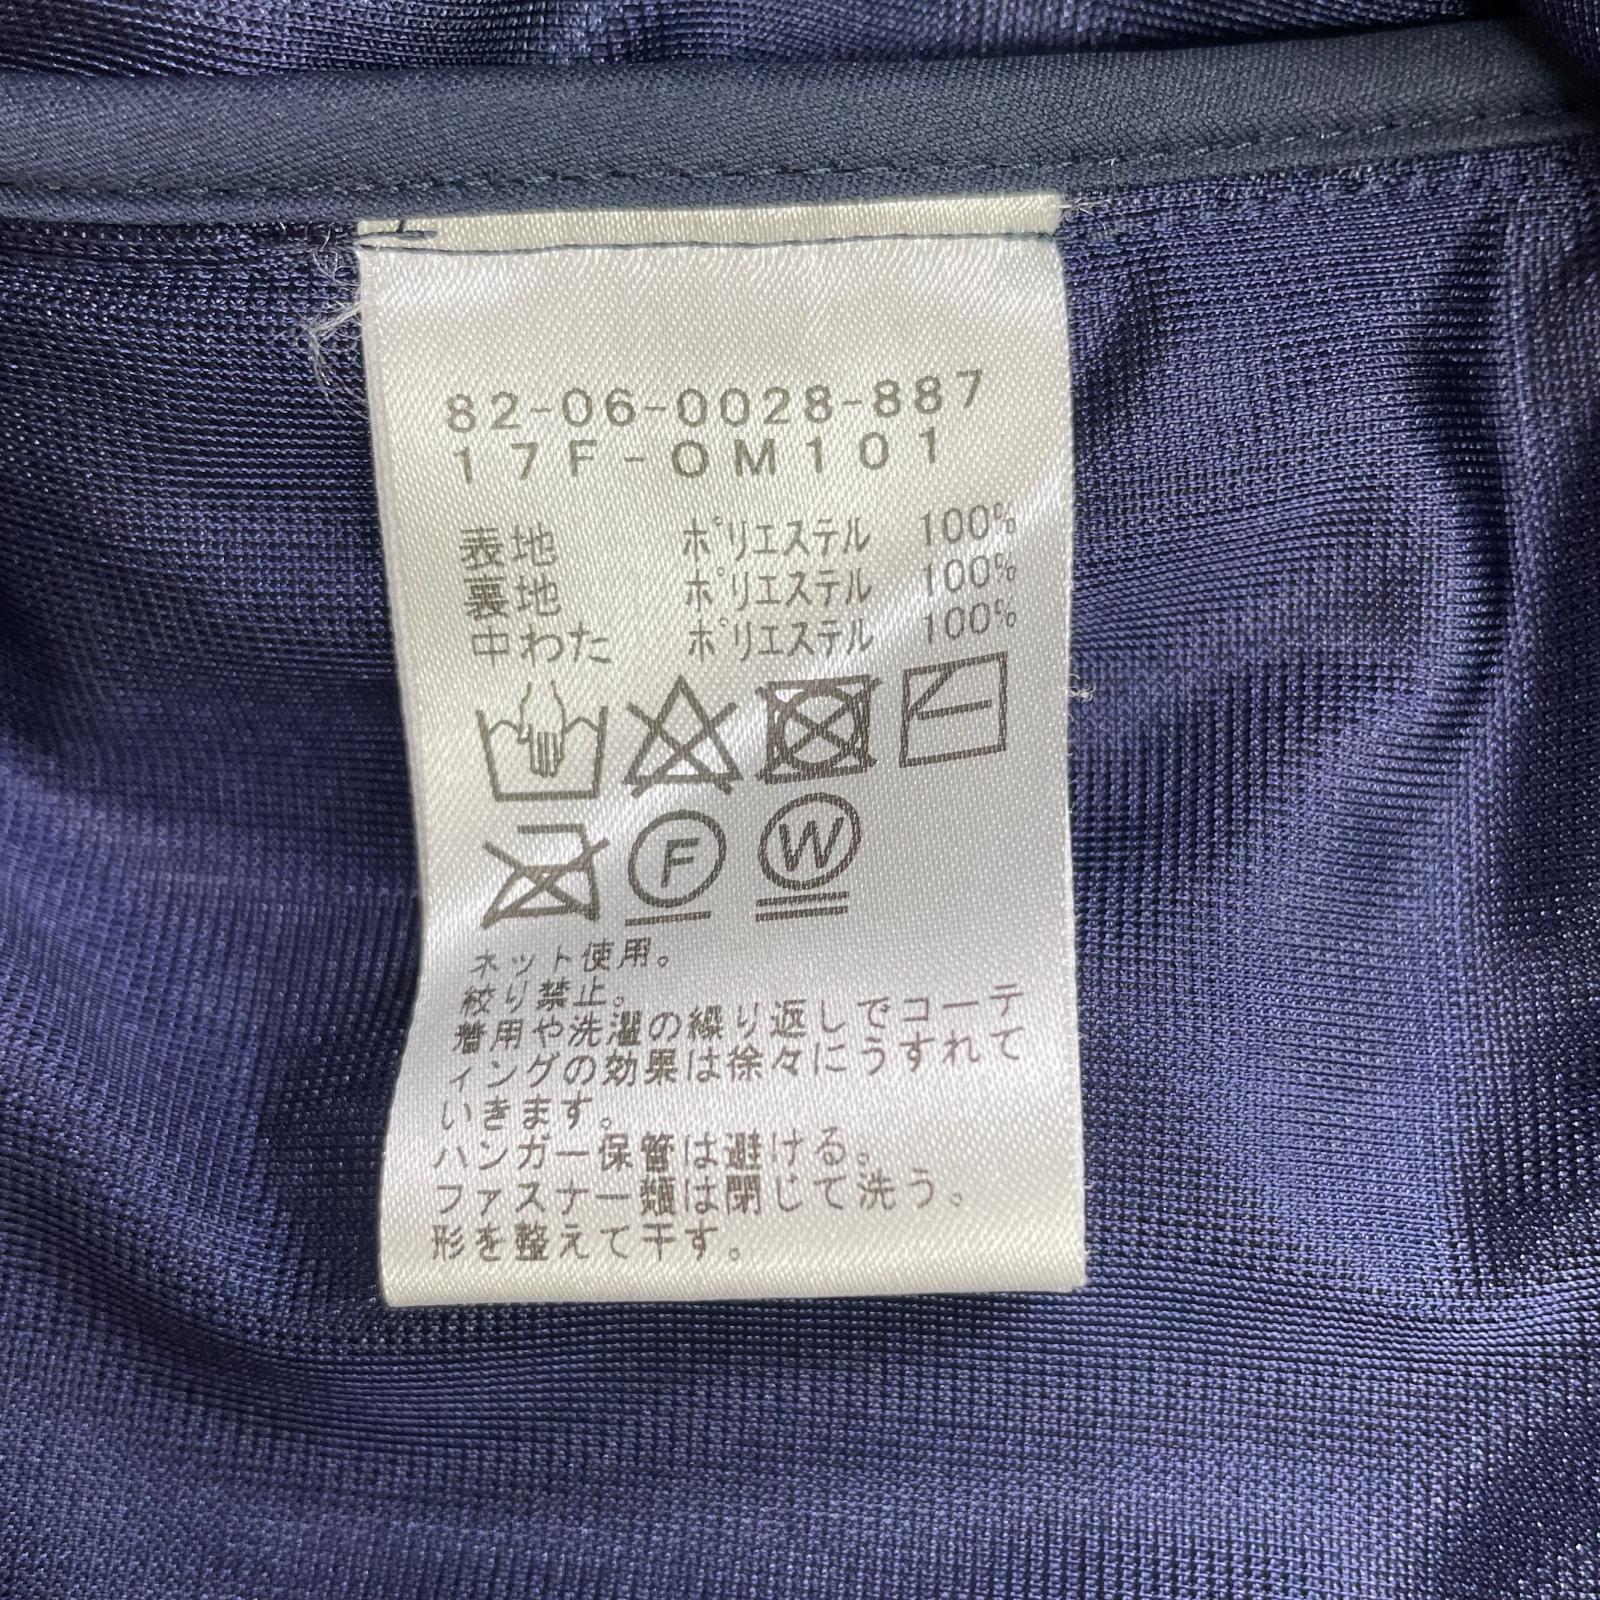 82-06-0028-887
17F-OM101
表地 ポリエステル 100%
裏地 ポリエステル 100%
中わた ポリエステル 100%
F W
ネット使用。
絞り禁止。
着用や洗濯の繰り返しでコーテ
ィングの効果は徐々にうすれて
いきます。
ハンガー保管は避ける。
ファスナー類は閉じて洗う。
形を整えて干す。